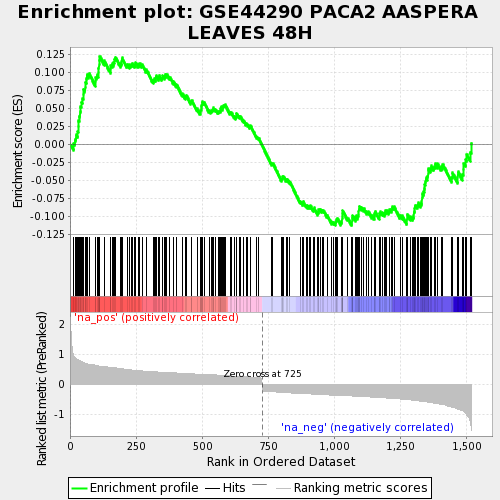 Enrichment plot: GSE44290 PACA2 AASPERA
LEAVES 48H
Enrichment score (ES)
0.125
0.100
0.075
0.050
0.025
0.000
-0.025
-0.050
-0.075
-0.100
-0.125
'na_pos' (positively correlated)
Ranked list metric (PreRanked)
2
1
0
-1
Zero cross at 725
'na_neg' (negatively correlated)
0
250
500
750
1,000
1,250
1,500
Rank in Ordered Dataset
Enrichment profile
Hits
Ranking metric scores